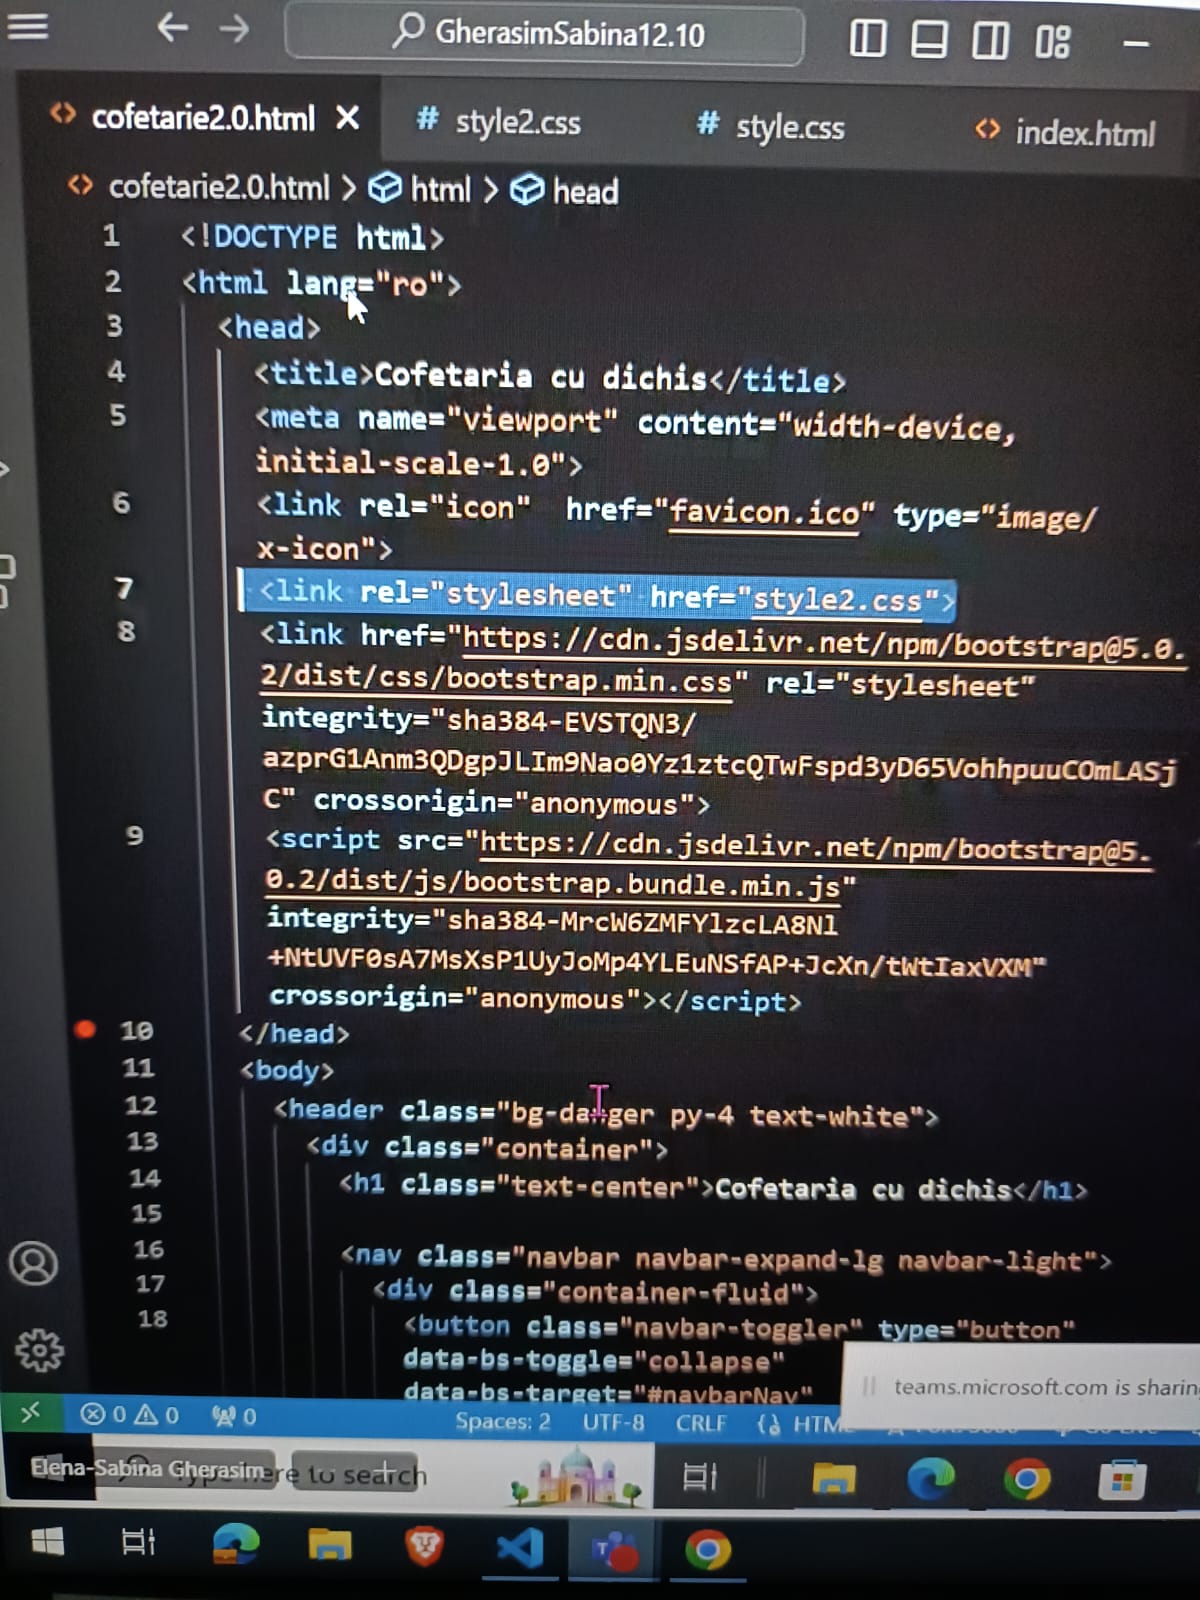 GherasimSabina12.10
cofetarie2.0.html
# style2.css
# style.css
index.html
cofetarie2.0.html > html > head
1 <!DOCTYPE html>
2 <html lang="ro">
3 <head>
4 <title>Cofetaria cu dichis</title>
5 <meta name="viewport" content="width-device,
initial-scale-1.0">
6 <link rel="icon"  href="favicon.ico" type="image/
x-icon">
7 <link rel="stylesheet" href="style2.css">
8 <link href="https://cdn.jsdelivr.net/npm/bootstrap@5.0.
2/dist/css/bootstrap.min.css" rel="stylesheet"
integrity="sha384-EVSTQN3/
azprG1Anm3QDgpJLIm9Nao0Yz1ztcQTwFspd3yD65VohhpuuCOmLASj
C" crossorigin="anonymous">
9 <script src="https://cdn.jsdelivr.net/npm/bootstrap@5.
0.2/dist/js/bootstrap.bundle.min.js"
integrity="sha384-MrcW6ZMFYlzcLA8Nl
+NtUVF0sA7MsXsP1UyJoMp4YLEuNSfAP+JcXn/tWtIaxVXM"
crossorigin="anonymous"></script>
10 </head>
11 <body>
12 <header class="bg-danger py-4 text-white">
13 <div class="container">
14 <h1 class="text-center">Cofetaria cu dichis</h1>
15
16 <nav class="navbar navbar-expand-lg navbar-light">
17 <div class="container-fluid">
18 <button class="navbar-toggler" type="button"
data-bs-toggle="collapse"
data-bs-target="#navbarNav"
teams.microsoft.com is sharin
0 0 0 Spaces: 2 UTF-8 CRLF HTM
Elena-Sabina Gherasim
to search